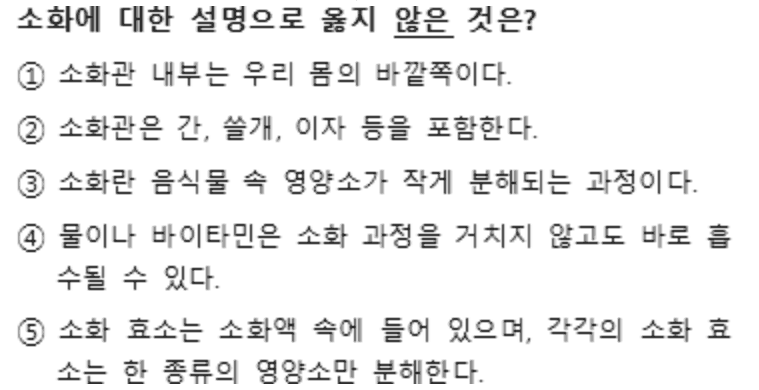 소화에 대한 설명으로 옳지 않은 것은?
① 소화관 내부는 우리 몸의 바깥쪽이다.
② 소화관은 간, 쓸개, 이자 등을 포함한다.
③ 소화란 음식물 속 영양소가 작게 분해되는 과정이다.
④ 물이나 바이타민은 소화 과정을 거치지 않고도 바로 흡
수될 수 있다.
⑤ 소화 효소는 소화액 속에 들어 있으며, 각각의 소화 효
소는 한 종류의 영양소만 분해한다.